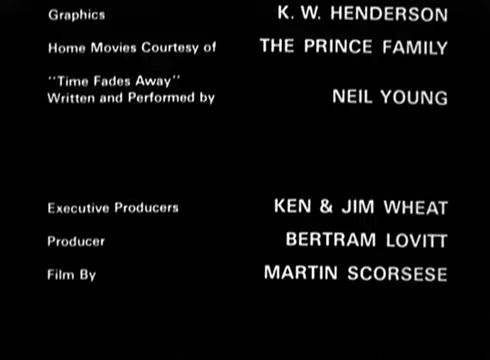 Graphics K. W. HENDERSON
Home Movies Courtesy of THE PRINCE FAMILY
"Time Fades Away"
Written and Performed by NEIL YOUNG
Executive Producers KEN & JIM WHEAT
Producer BERTRAM LOVITT
Film By MARTIN SCORSESE